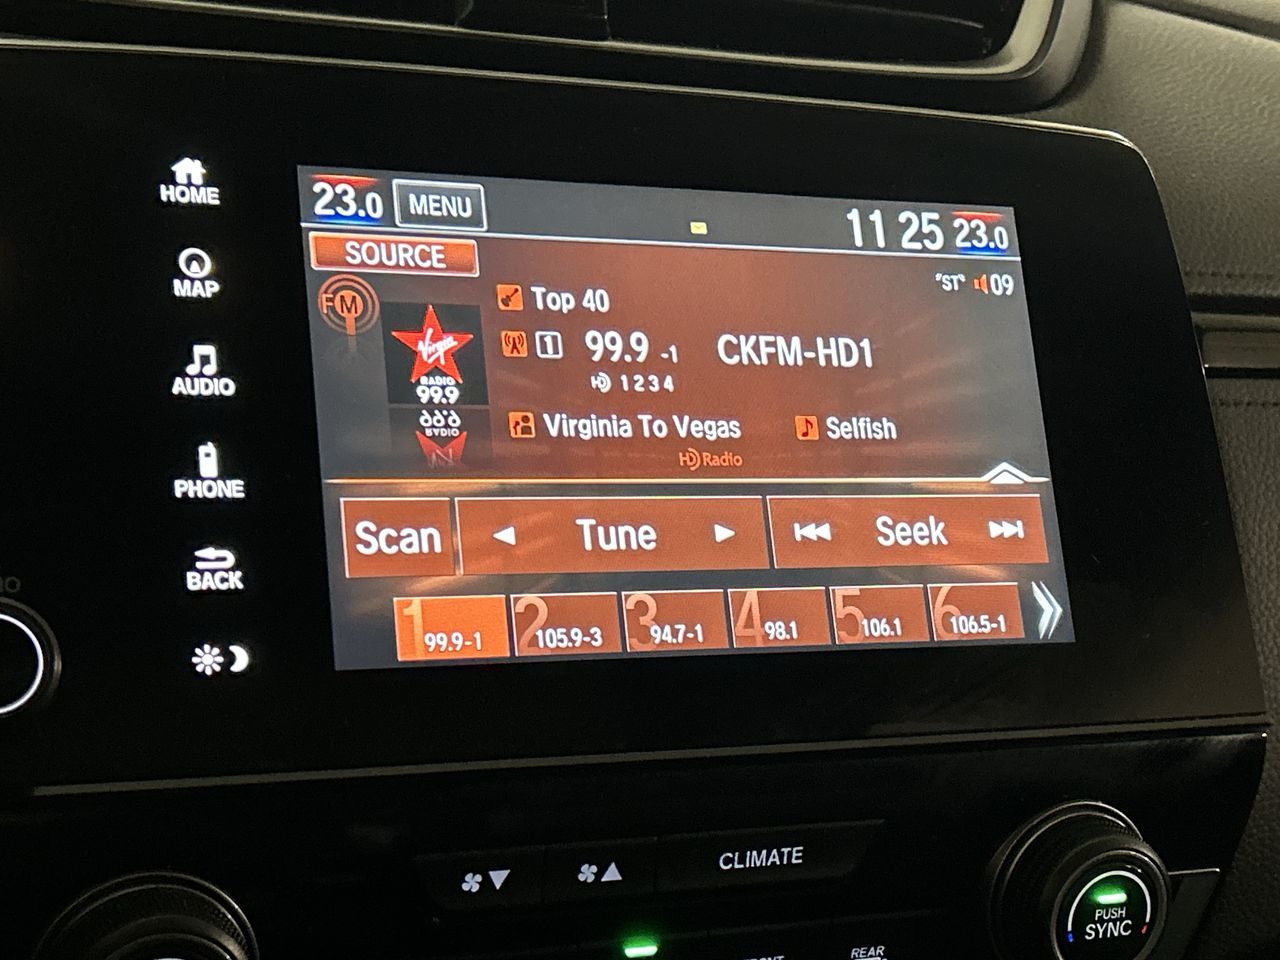 HOME
MAP
AUDIO
PHONE
BACK
23.0 MENU 11 25 23.0
SOURCE
"ST" 09
FM
Virgin
RADIO
99.9
Top 40
1 99.9 -1 CKFM-HD1
HD 1 2 3 4
Virginia To Vegas Selfish
HD Radio
Scan Tune Seek
1 99.9-1 2 105.9-3 3 94.7-1 4 98.1 5 106.1 6 106.5-1
CLIMATE
PUSH
SYNC
REAR